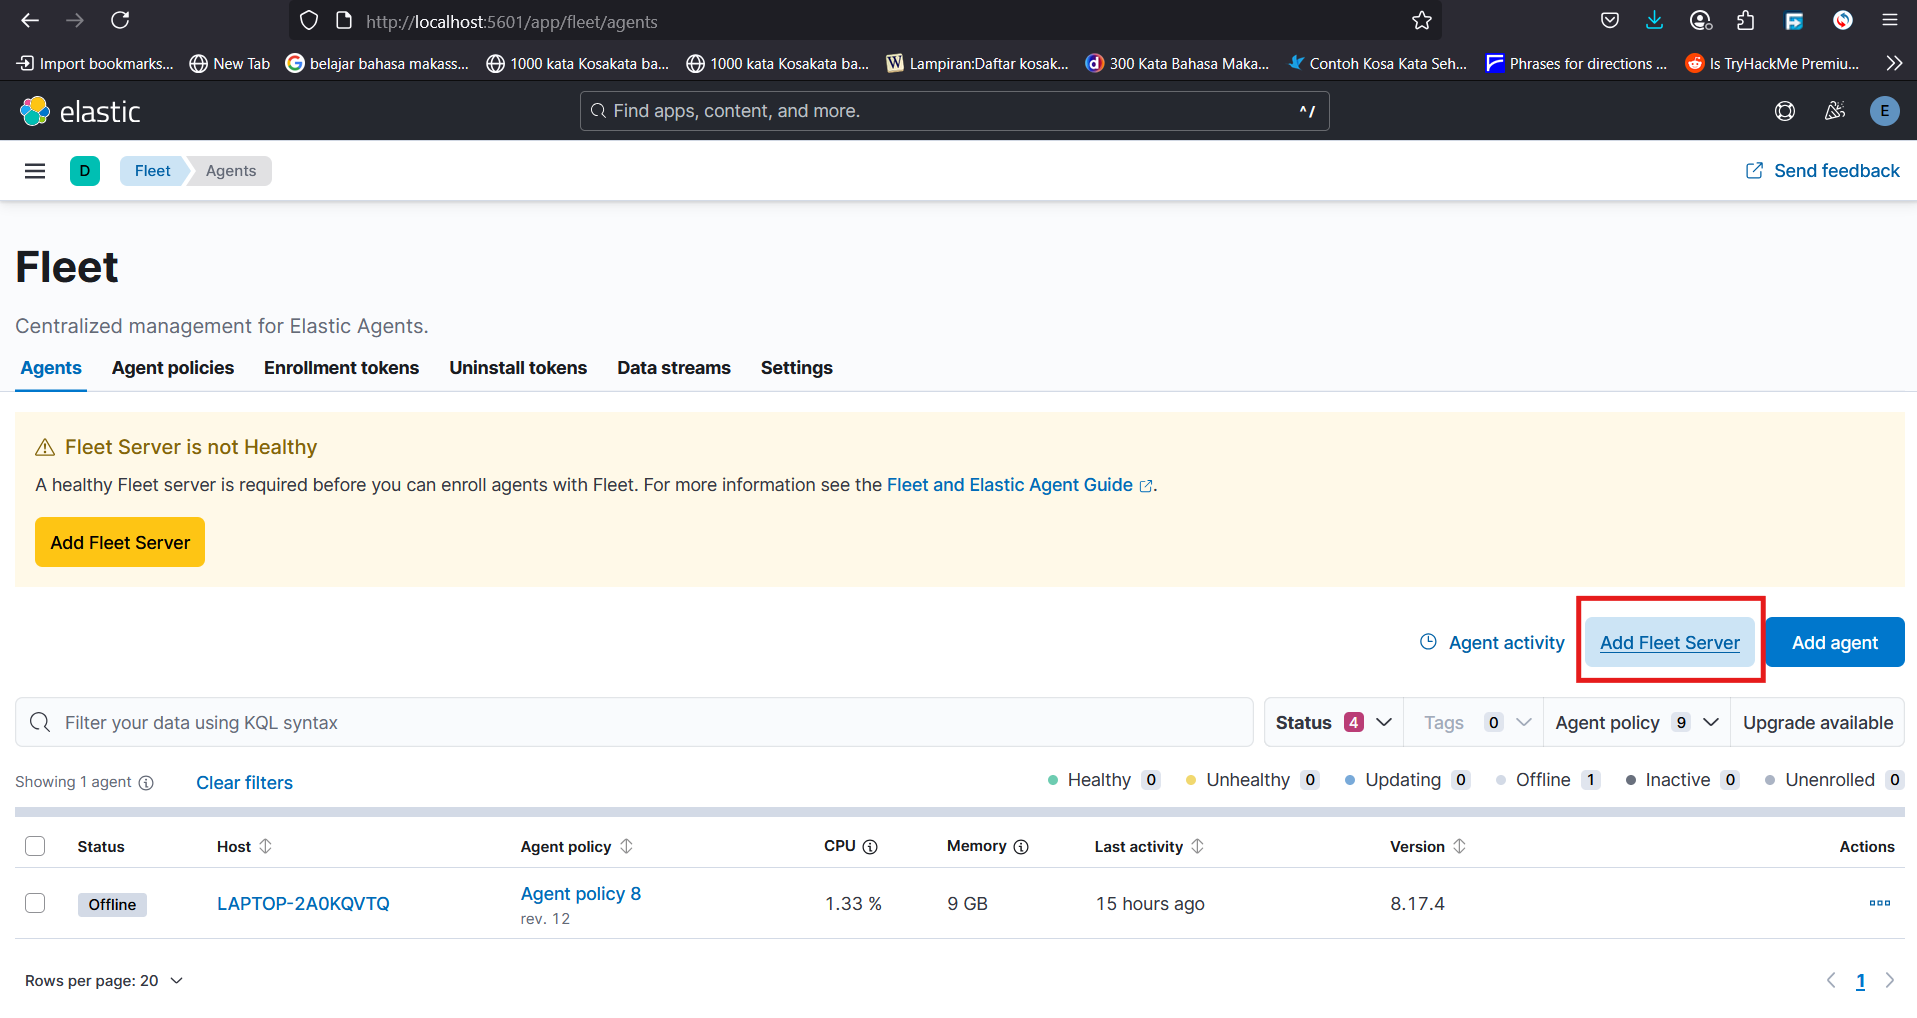 http://localhost:5601/app/fleet/agents
Import bookmarks... New Tab belajar bahasa makass... 1000 kata Kosakata ba... 1000 kata Kosakata ba... Lampiran:Daftar kosak... 300 Kata Bahasa Maka... Contoh Kosa Kata Seh... Phrases for directions ... Is TryHackMe Premiu...
elastic Find apps, content, and more. ^/ E
D Fleet Agents Send feedback
Fleet
Centralized management for Elastic Agents.
Agents Agent policies Enrollment tokens Uninstall tokens Data streams Settings
Fleet Server is not Healthy
A healthy Fleet server is required before you can enroll agents with Fleet. For more information see the Fleet and Elastic Agent Guide.
Add Fleet Server
Agent activity Add Fleet Server Add agent
Filter your data using KQL syntax Status 4 Tags 0 Agent policy 9 Upgrade available
Showing 1 agent Clear filters Healthy 0 Unhealthy 0 Updating 0 Offline 1 Inactive 0 Unenrolled 0
Status Host Agent policy CPU Memory Last activity Version Actions
Offline LAPTOP-2A0KQVTQ Agent policy 8 1.33 % 9 GB 15 hours ago 8.17.4
rev. 12
Rows per page: 20 1